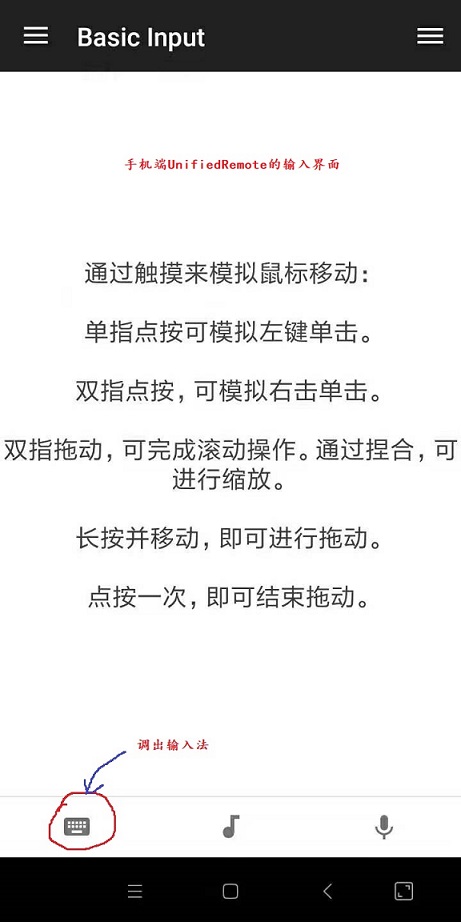 Basic Input
手机端UnifiedRemote的输入界面
通过触摸来模拟鼠标移动：
单指点按可模拟左键单击。
双指点按，可模拟右击单击。
双指拖动，可完成滚动操作。通过捏合，可
进行缩放。
长按并移动，即可进行拖动。
点按一次，即可结束拖动。
调出输入法